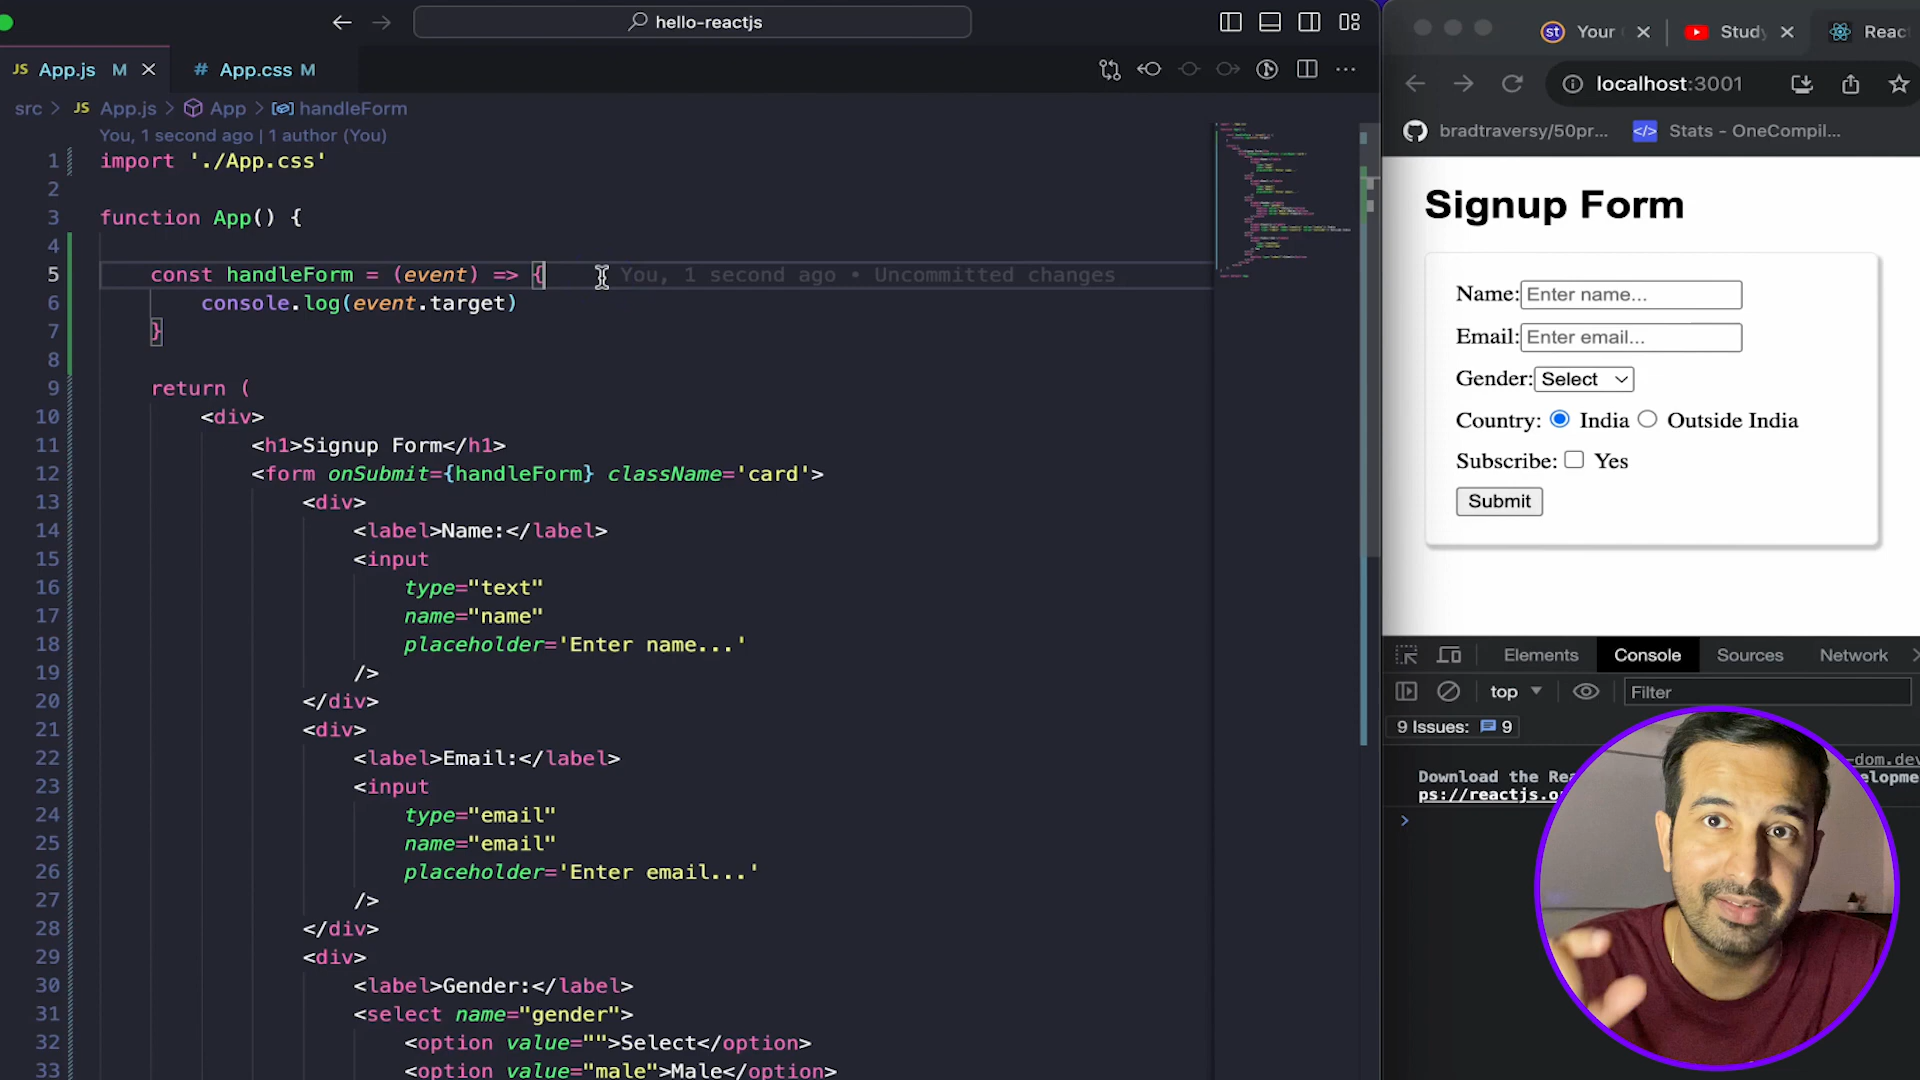 hello-reactjs
JS App.js M
# App.css M
src > JS App.js > App > handleForm
You, 1 second ago | 1 author (You)
1 import './App.css'
2
3 function App() {
4
5 const handleForm = (event) => { You, 1 second ago • Uncommitted changes
6 console.log(event.target)
7 }
8
9 return (
10 <div>
11 <h1>Signup Form</h1>
12 <form onSubmit={handleForm} className='card'>
13 <div>
14 <label>Name:</label>
15 <input
16 type="text"
17 name="name"
18 placeholder='Enter name...'
19 />
20 </div>
21 <div>
22 <label>Email:</label>
23 <input
24 type="email"
25 name="email"
26 placeholder='Enter email...'
27 />
28 </div>
29 <div>
30 <label>Gender:</label>
31 <select name="gender">
32 <option value="">Select</option>
33 <option value="male">Male</option>
st Your
Study
Reac
localhost:3001
bradtraversy/50pr...
</> Stats - OneCompil...
Signup Form
Name: Enter name...
Email: Enter email...
Gender: Select
Country: India Outside India
Subscribe: Yes
Submit
Elements Console Sources Network
top Filter
9 Issues: 9
-dom.dev
Download the Rea elopme
ps://reactjs.o
>